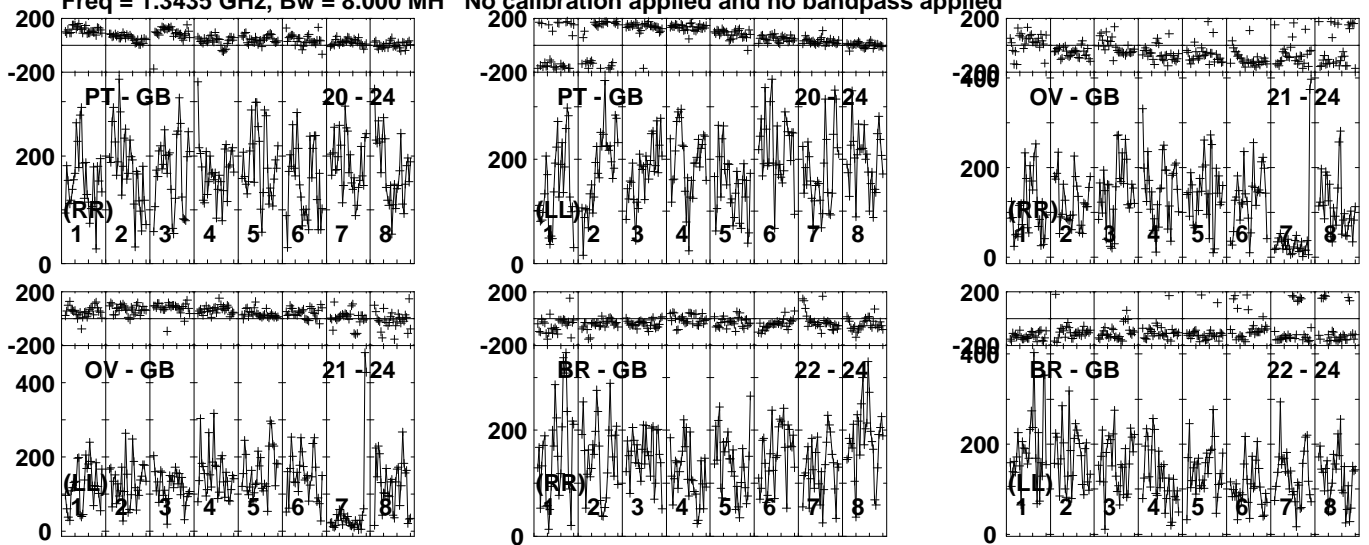 Freq = 1.3435 GHz, Bw = 8.000 MH No calibration applied and no bandpass applied
200
-200
PT - GB 20 - 24
200
(RR)
1 2 3 4 5 6 7 8
0
200
-200
PT - GB 20 - 24
200
(LL)
1 2 3 4 5 6 7 8
0
200
-200
400
OV - GB 21 - 24
200
(RR)
1 2 3 4 5 6 7 8
0
200
-200
OV - GB 21 - 24
400
200
(LL)
1 2 3 4 5 6 7 8
0
200
-200
BR - GB 22 - 24
200
(RR)
1 2 3 4 5 6 7 8
0
200
-200
400
BR - GB 22 - 24
200
(LL)
1 2 3 4 5 6 7 8
0